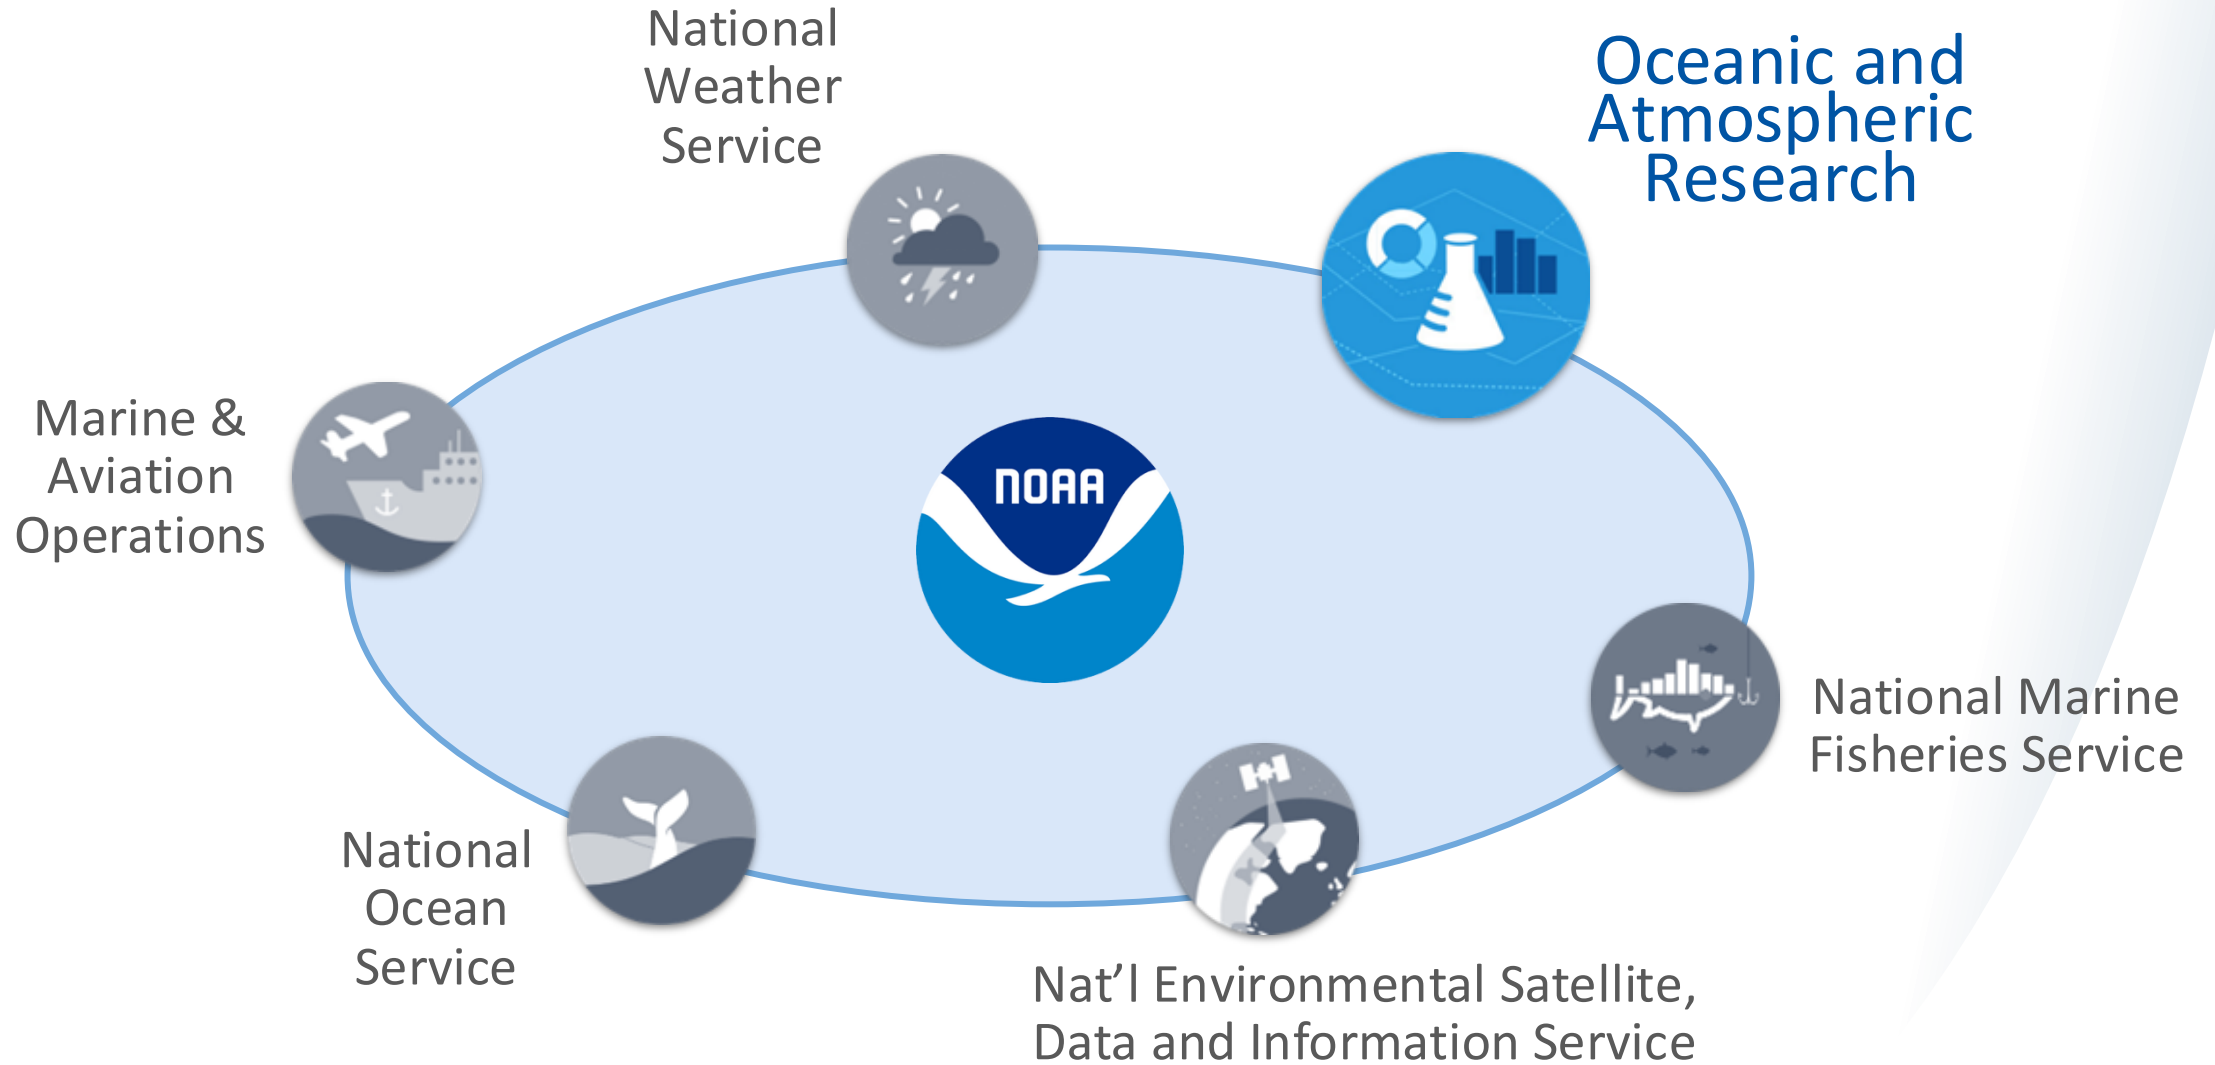 National
Weather
Service
Oceanic and
Atmospheric
Research
Marine &
Aviation
Operations
NOAA
National Marine
Fisheries Service
National
Ocean
Service
Nat’l Environmental Satellite,
Data and Information Service